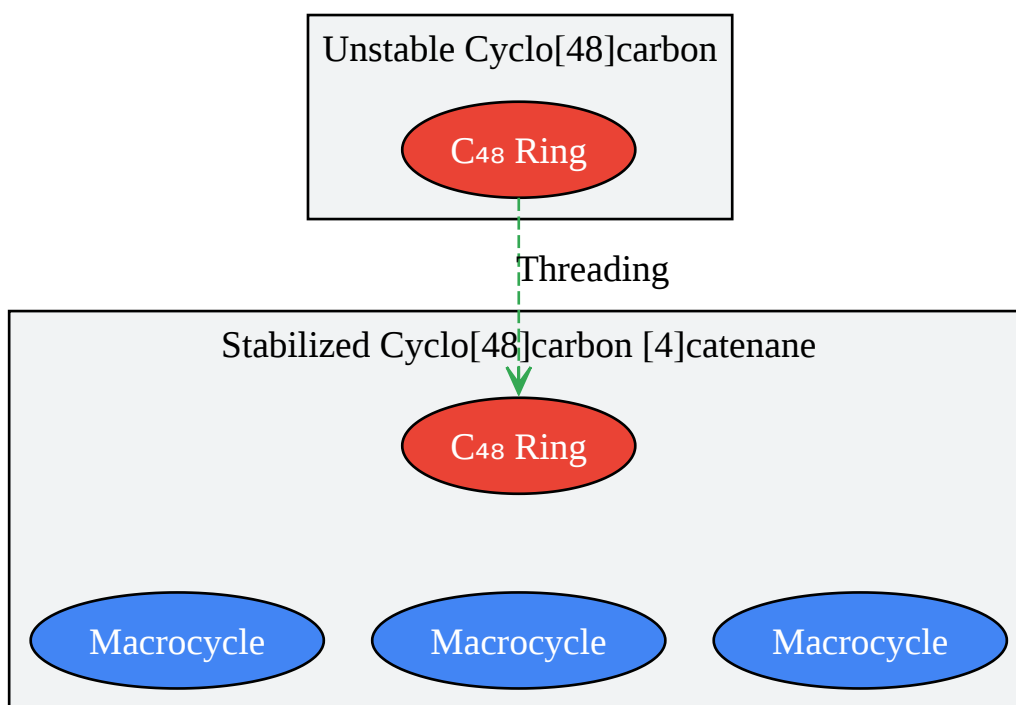 Unstable Cyclo[48]carbon
C₄₈ Ring
Threading
Stabilized Cyclo[48]carbon [4]catenane
C₄₈ Ring
Macrocycle
Macrocycle
Macrocycle